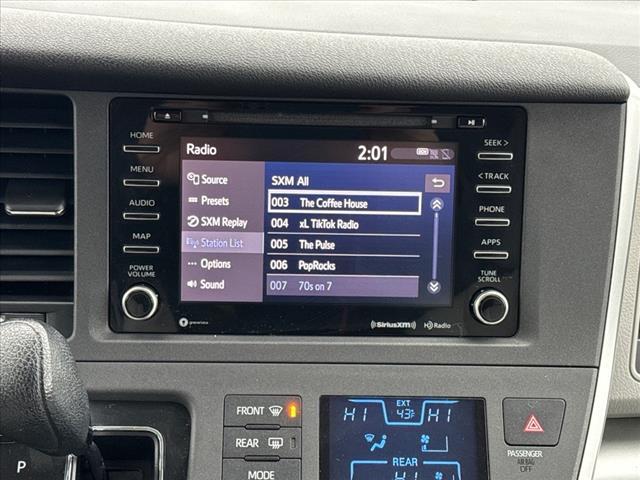 HOME
MENU
AUDIO
MAP
POWER
VOLUME
Radio
2:01
Source
Presets
SXM Replay
Station List
Options
Sound
SXM All
003 The Coffee House
004 xL TikTok Radio
005 The Pulse
006 PopRocks
007 70s on 7
SEEK >
< TRACK
PHONE
APPS
TUNE
SCROLL
gracenote
((SiriusXM))
HD Radio
FRONT
REAR
MODE
EXT
HI 43°F HI
REAR
HI
PASSENGER
AIR BAG
OFF
P